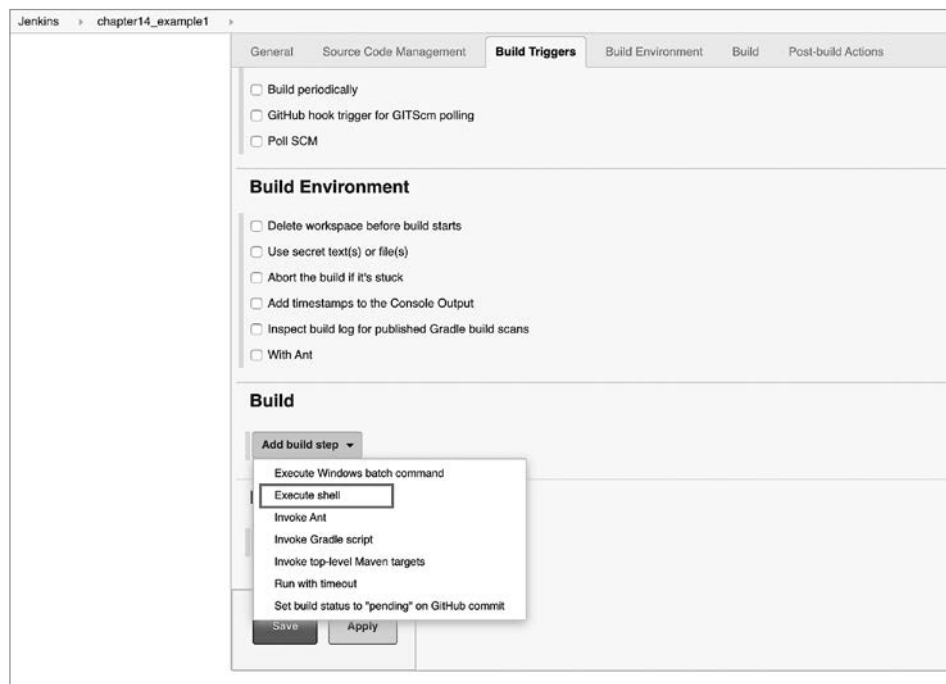 Jenkins chapter14_example1
General Source Code Management Build Triggers Build Environment Build Post-build Actions
Build periodically
GitHub hook trigger for GITScm polling
Poll SCM
Build Environment
Delete workspace before build starts
Use secret text(s) or file(s)
Abort the build if it's stuck
Add timestamps to the Console Output
Inspect build log for published Gradle build scans
With Ant
Build
Add build step
Execute Windows batch command
Execute shell
Invoke Ant
Invoke Gradle script
Invoke top-level Maven targets
Run with timeout
Set build status to "pending" on GitHub commit
Save Apply